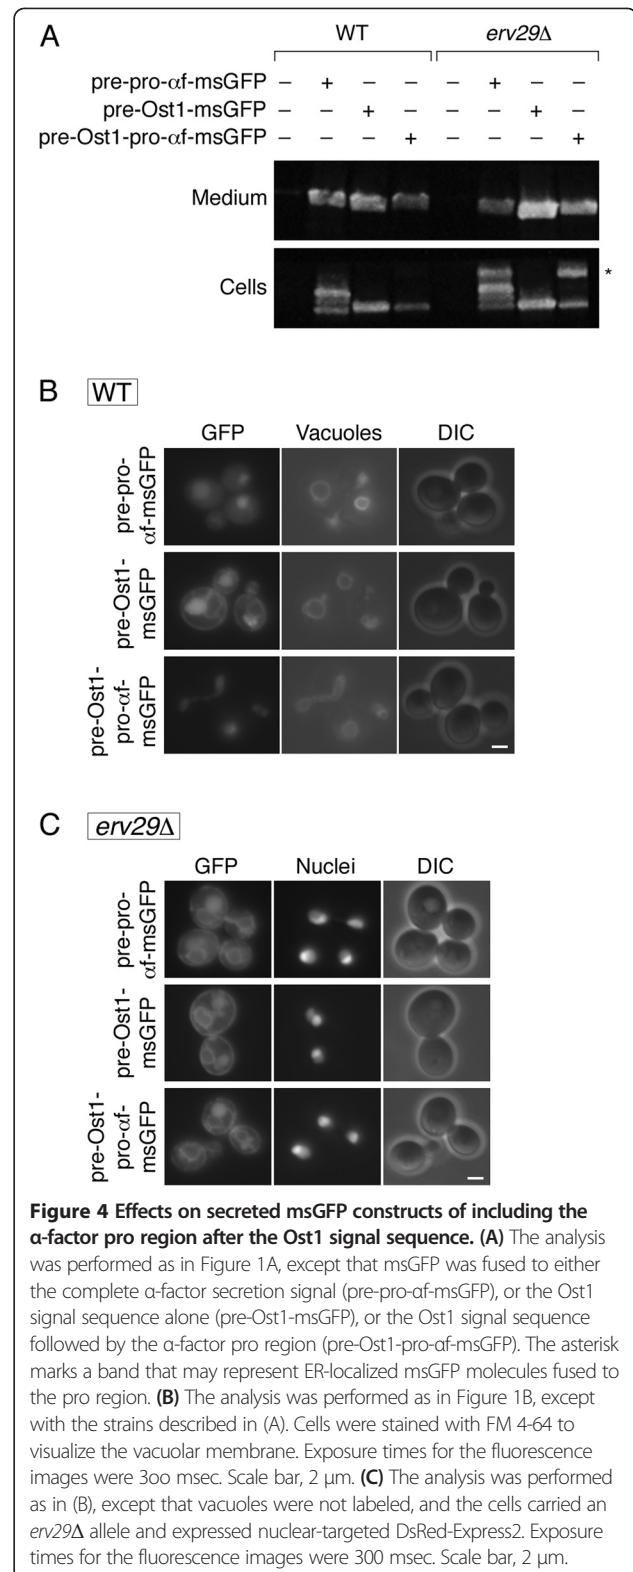 A
WT erv29Δ
pre-pro-αf-msGFP – + – – – + – –
pre-Ost1-msGFP – – + – – – + –
pre-Ost1-pro-αf-msGFP – – – + – – – +
Medium
Cells *
B WT
GFP Vacuoles DIC
pre-pro-
αf-msGFP
pre-Ost1-
msGFP
pre-Ost1-
pro-αf-
msGFP
C erv29Δ
GFP Nuclei DIC
pre-pro-
αf-msGFP
pre-Ost1-
msGFP
pre-Ost1-
pro-αf-
msGFP
Figure 4 Effects on secreted msGFP constructs of including the
α-factor pro region after the Ost1 signal sequence. (A) The analysis
was performed as in Figure 1A, except that msGFP was fused to either
the complete α-factor secretion signal (pre-pro-αf-msGFP), or the Ost1
signal sequence alone (pre-Ost1-msGFP), or the Ost1 signal sequence
followed by the α-factor pro region (pre-Ost1-pro-αf-msGFP). The asterisk
marks a band that may represent ER-localized msGFP molecules fused to
the pro region. (B) The analysis was performed as in Figure 1B, except
with the strains described in (A). Cells were stained with FM 4-64 to
visualize the vacuolar membrane. Exposure times for the fluorescence
images were 3oo msec. Scale bar, 2 μm. (C) The analysis was performed
as in (B), except that vacuoles were not labeled, and the cells carried an
erv29Δ allele and expressed nuclear-targeted DsRed-Express2. Exposure
times for the fluorescence images were 300 msec. Scale bar, 2 μm.